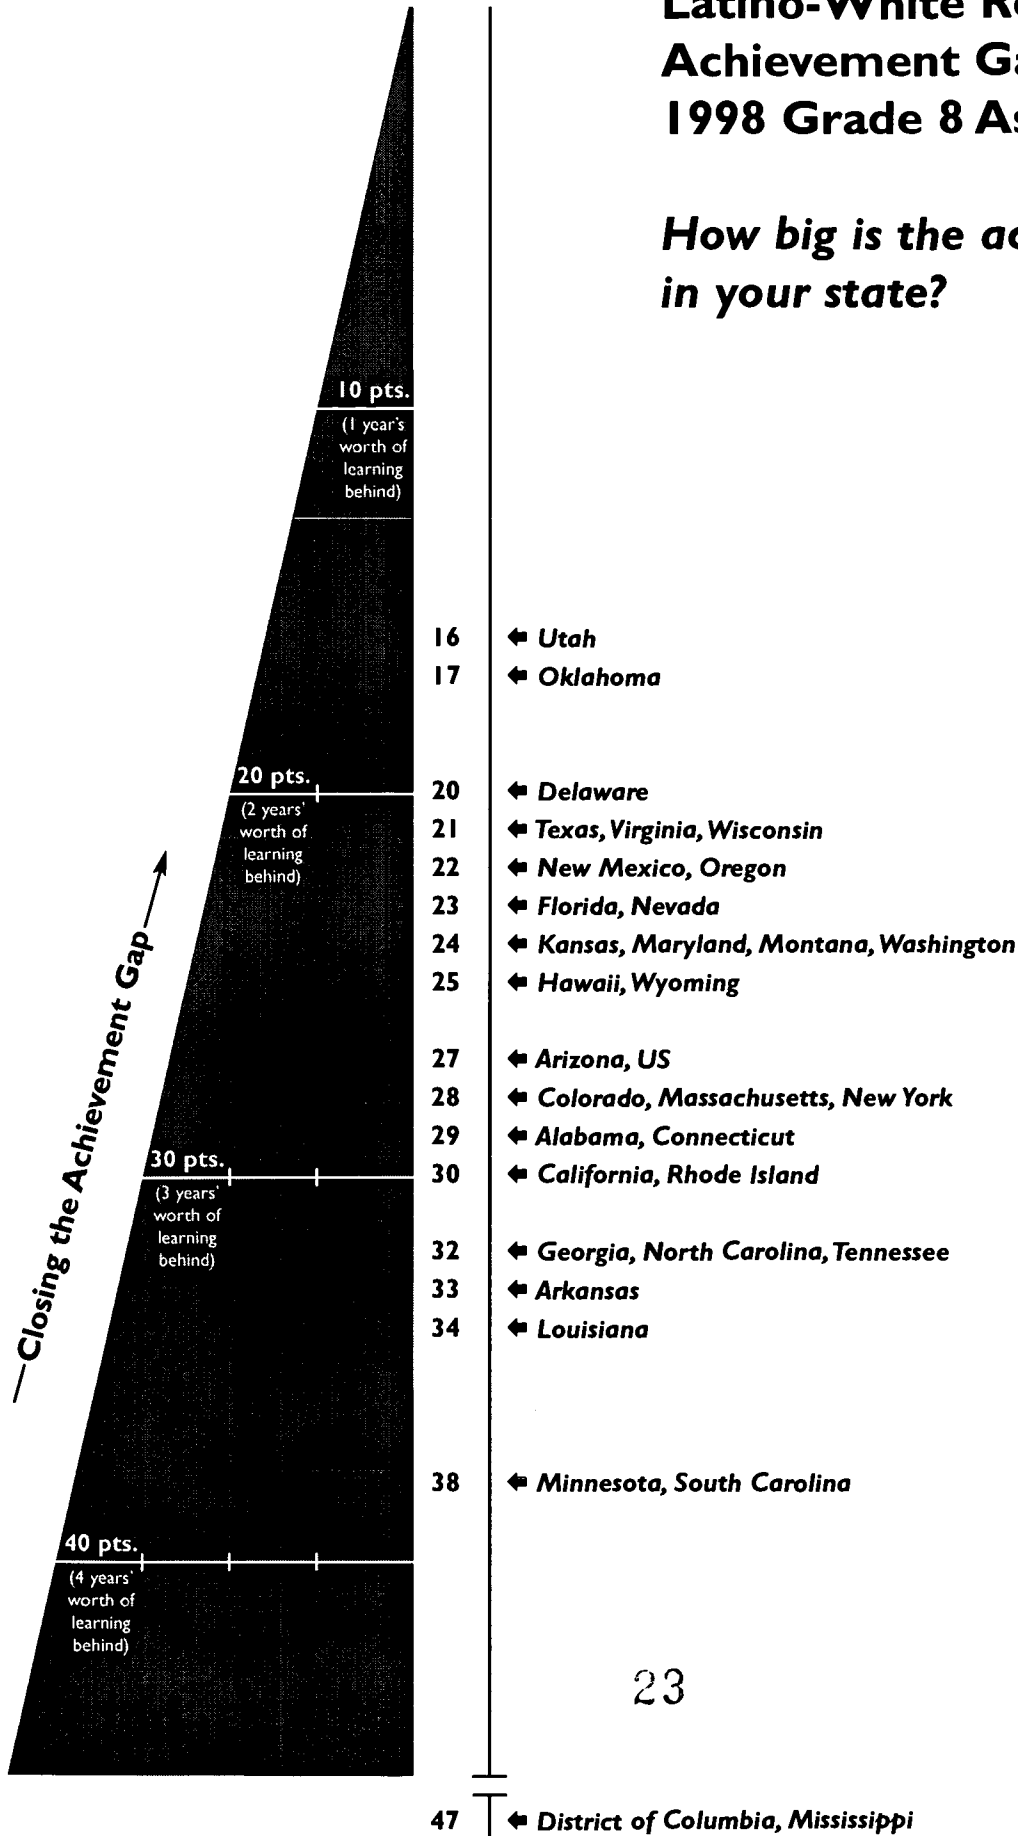 Achievement
1998 Grade 8
How big is the
in your state?
10 pts.
(1 year's
worth of
learning
behind)
16 Utah
17 Oklahoma
20 pts.
(2 years'
worth of
learning
behind)
20 Delaware
21 Texas, Virginia, Wisconsin
22 New Mexico, Oregon
23 Florida, Nevada
24 Kansas, Maryland, Montana, Washington
25 Hawaii, Wyoming
27 Arizona, US
28 Colorado, Massachusetts, New York
29 Alabama, Connecticut
30 pts.
(3 years'
worth of
learning
behind)
30 California, Rhode Island
32 Georgia, North Carolina, Tennessee
33 Arkansas
34 Louisiana
38 Minnesota, South Carolina
40 pts.
(4 years'
worth of
learning
behind)
Closing the Achievement Gap
23
47 District of Columbia, Mississippi